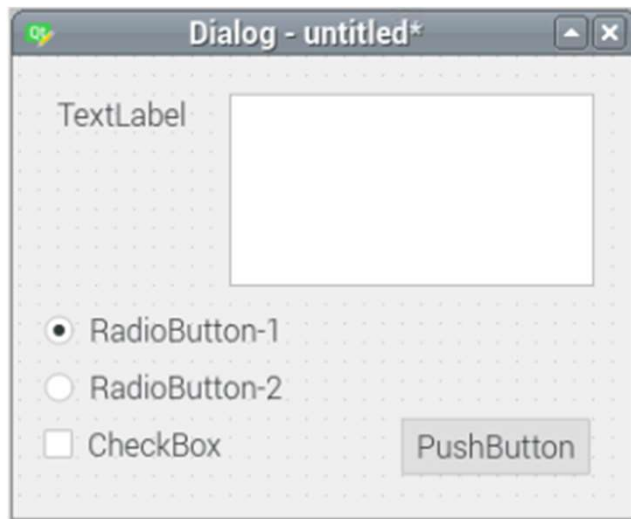 Dialog - untitled*
TextLabel
RadioButton-1
RadioButton-2
CheckBox
PushButton